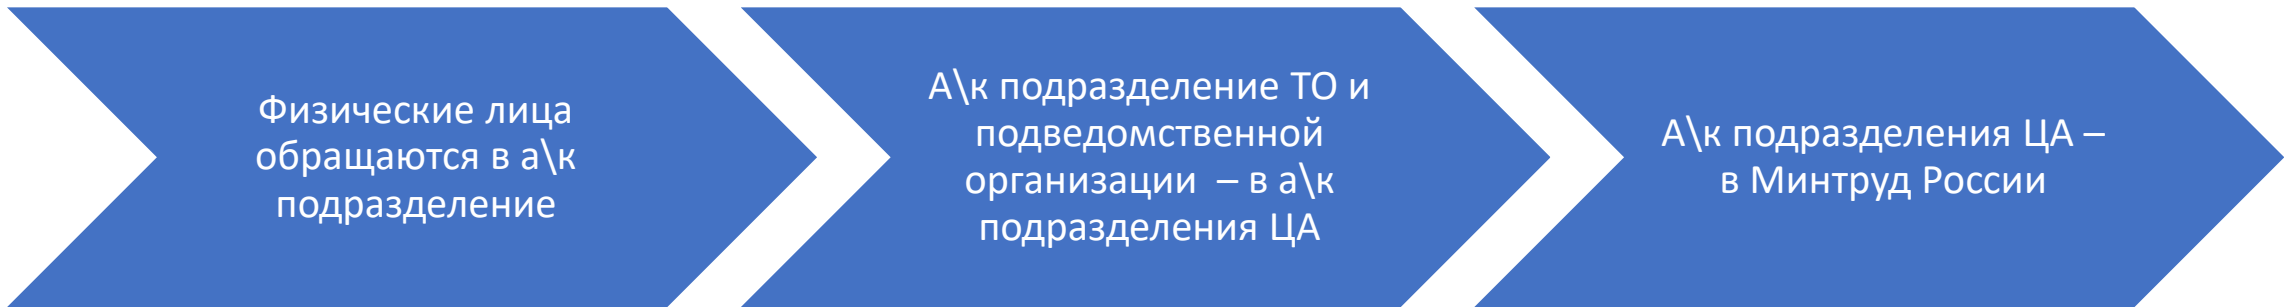 Физические лица
обращаются в а\к
подразделение
А\к подразделение ТО и
подведомственной
организации – в а\к
подразделения ЦА
А\к подразделения ЦА –
в Минтруд России